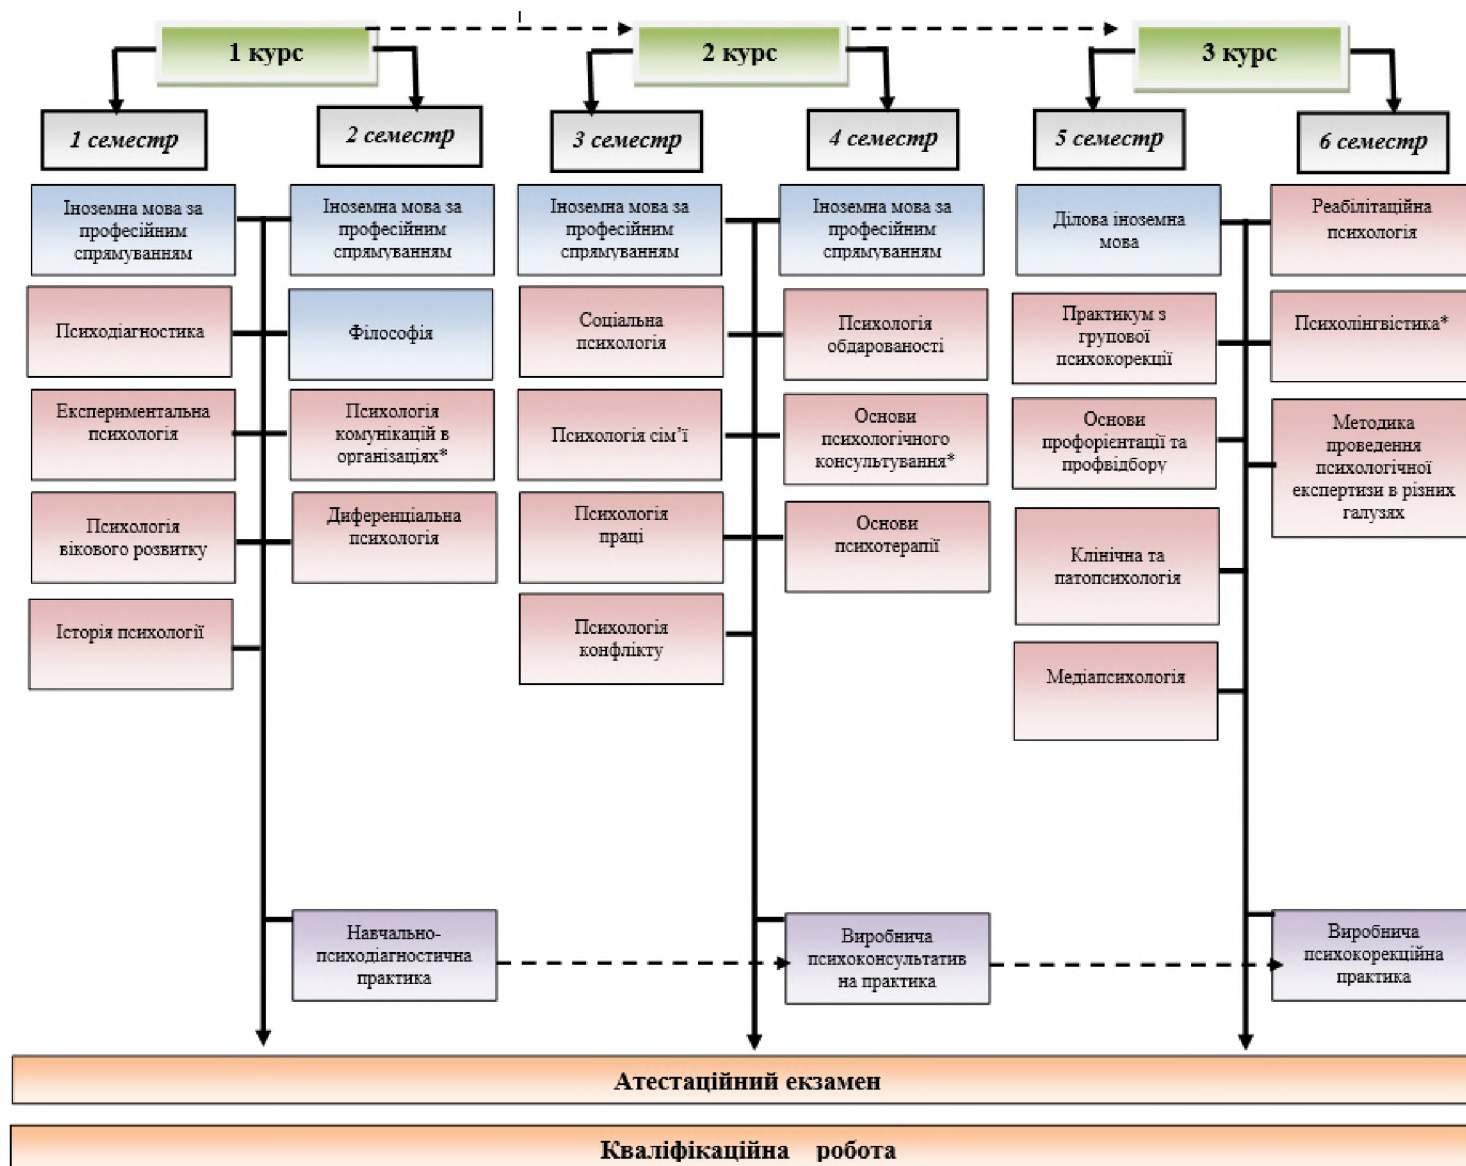 1 курс
2 курс
3 курс
1 семестр
2 семестр
3 семестр
4 семестр
5 семестр
6 семестр
Іноземна мова за
професійним
спрямуванням
Іноземна мова за
професійним
спрямуванням
Іноземна мова за
професійним
спрямуванням
Іноземна мова за
професійним
спрямуванням
Ділова іноземна
мова
Реабілітаційна
психологія
Психодіагностика
Філософія
Соціальна
психологія
Психологія
обдарованості
Практикум з
групової
психокорекції
Психолінгвістика*
Експериментальна
психологія
Психологія
комунікацій в
організаціях*
Психологія сім’ї
Основи
психологічного
консультування*
Основи
профорієнтації та
профвідбору
Методика
проведення
психологічної
експертизи в різних
галузях
Психологія
вікового розвитку
Диференціальна
психологія
Психологія
праці
Основи
психотерапії
Клінічна та
патопсихологія
Історія психології
Психологія
конфлікту
Медіапсихологія
Навчально-
психодіагностична
практика
Виробнича
психоконсультатив
на практика
Виробнича
психокорекційна
практика
Атестаційний екзамен
Кваліфікаційна робота